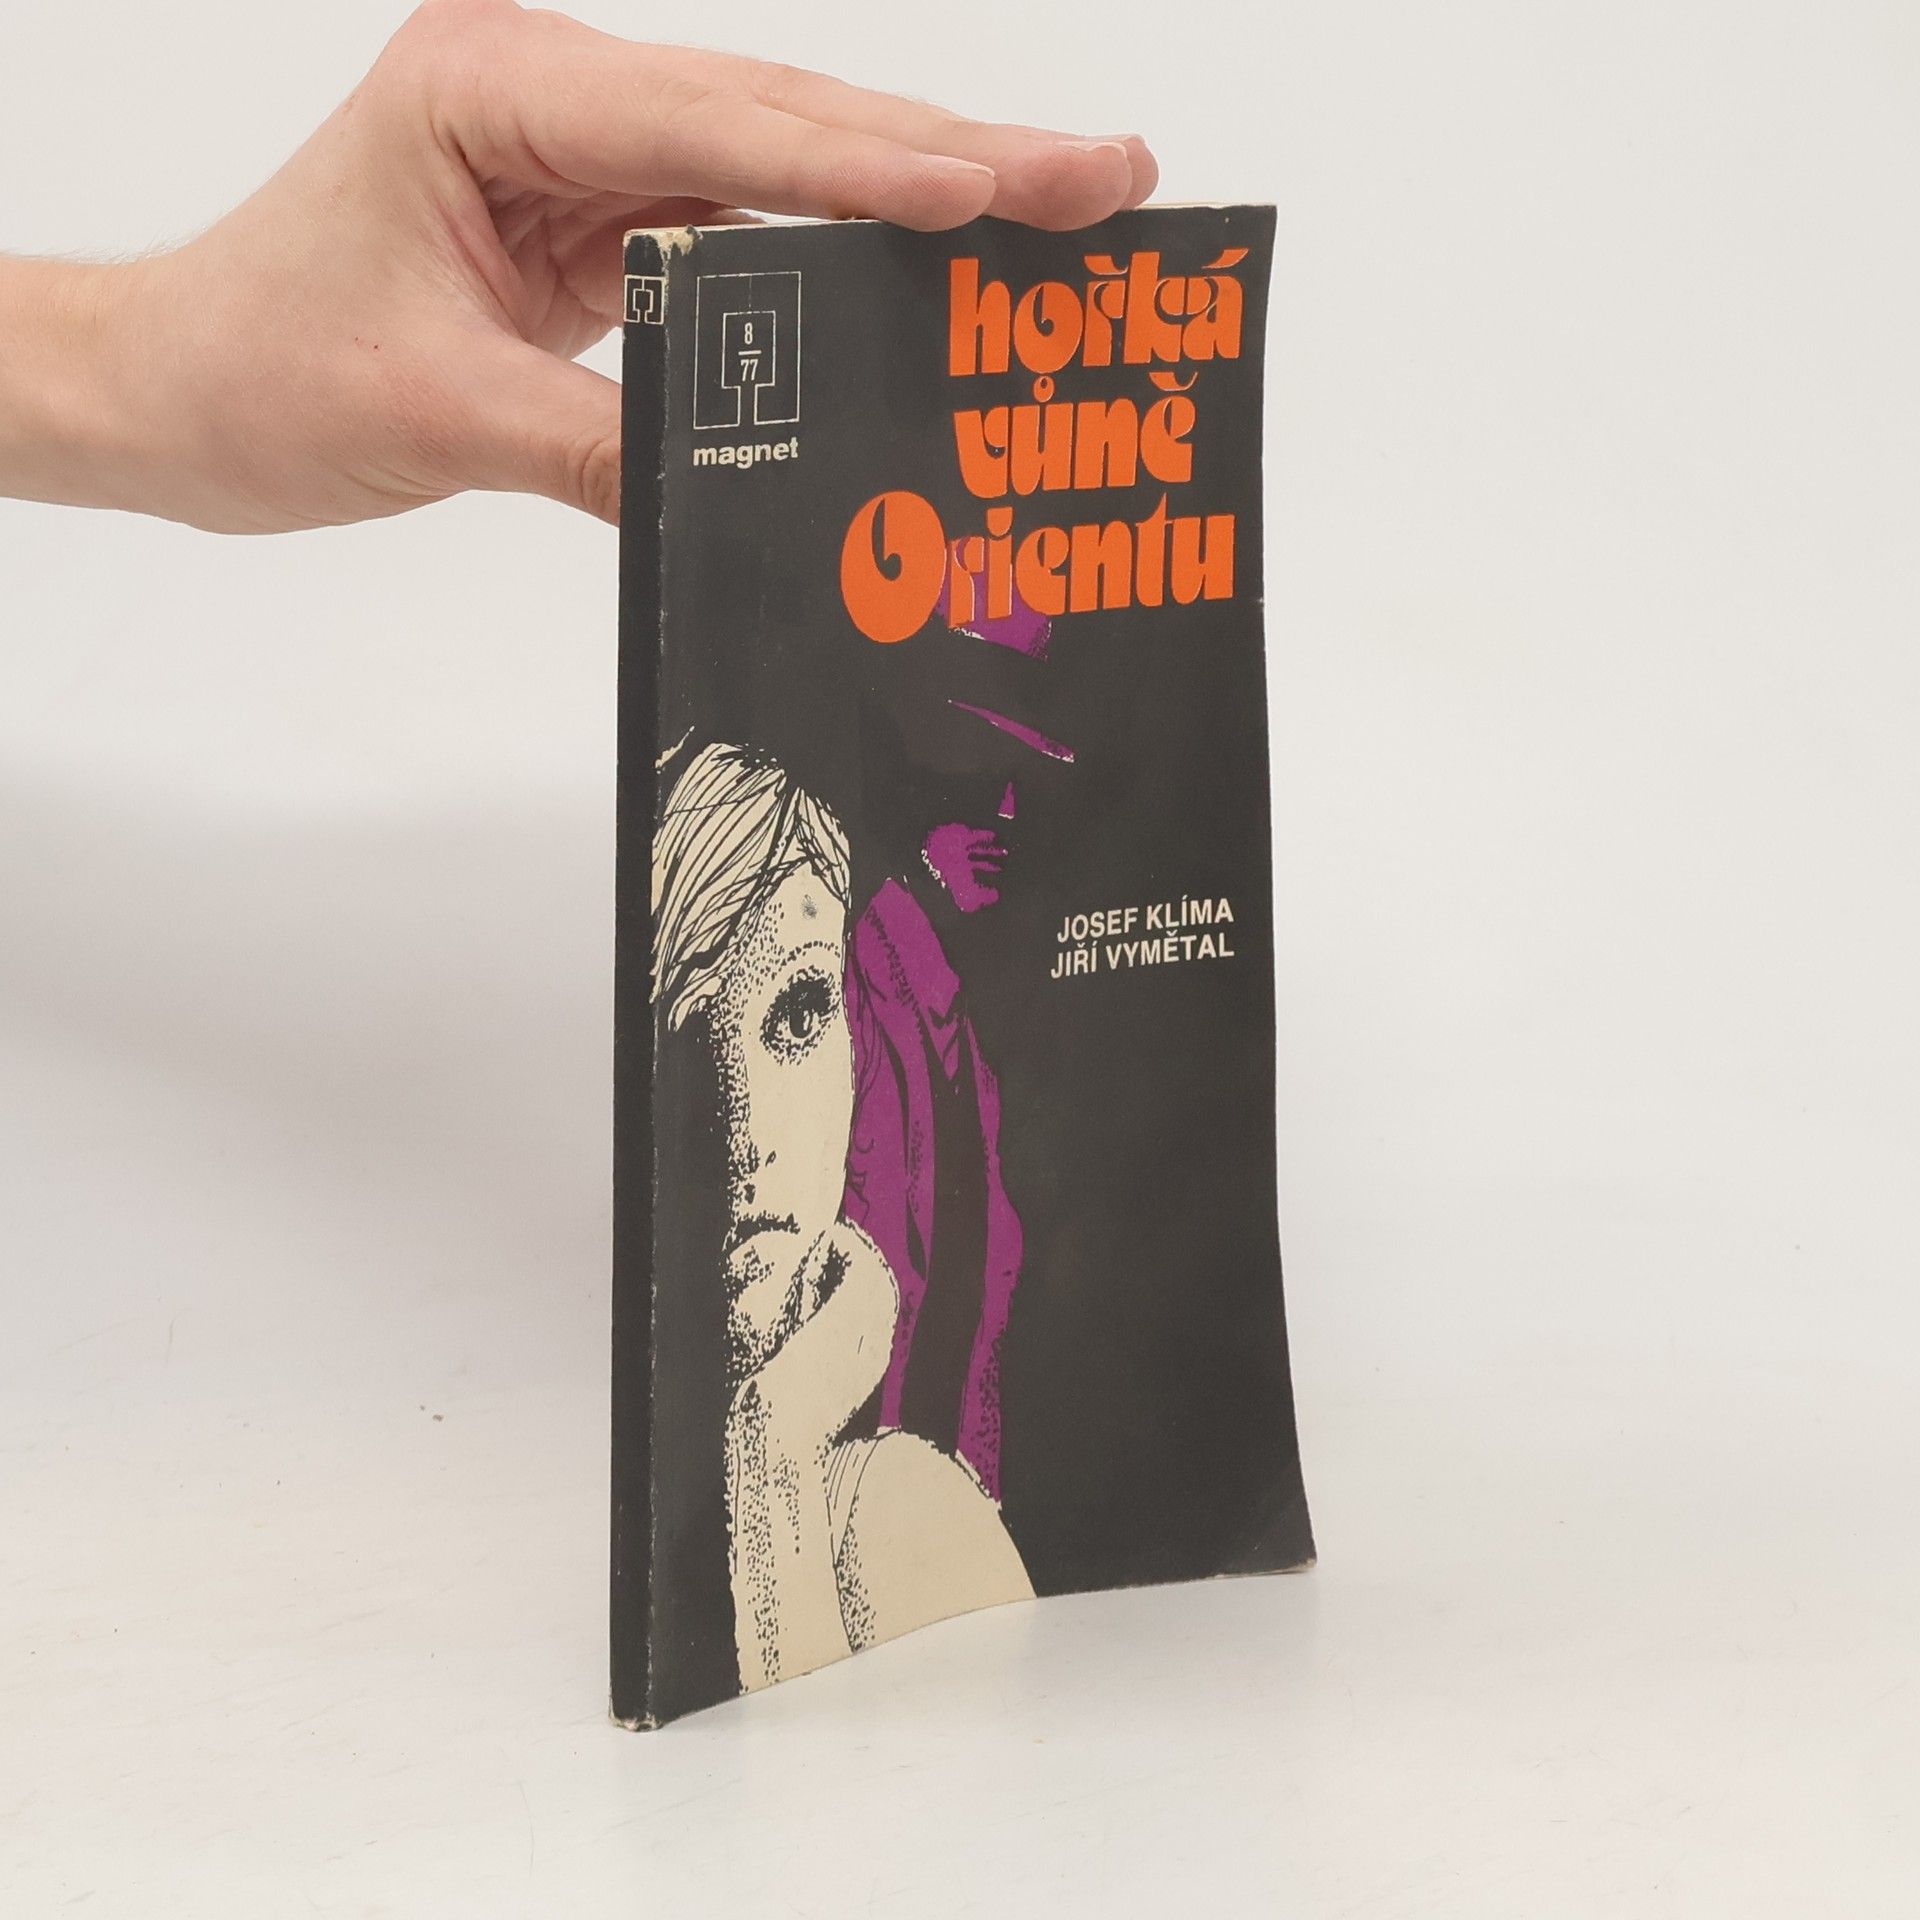 8
77
magnet
hořká
vůně
Orientu
JOSEF KLÍMA
JIŘÍ VYMĚTAL